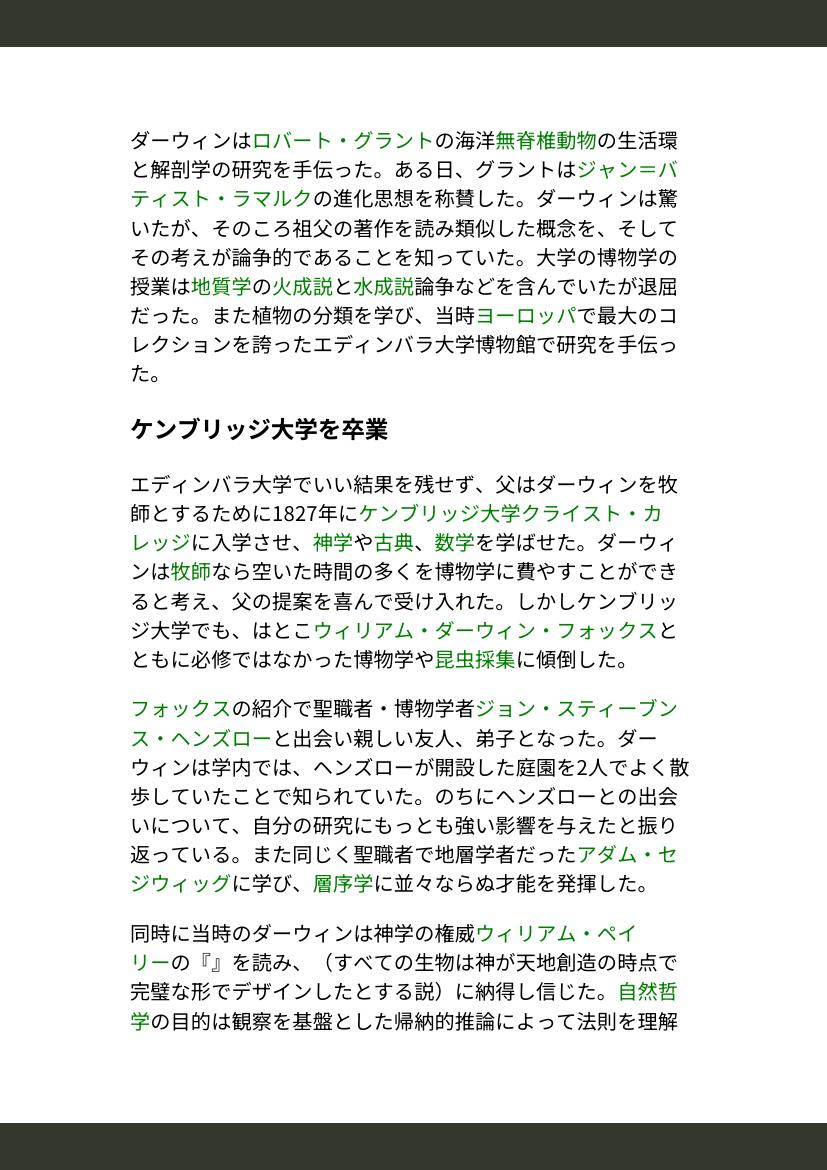 ダーウィンはロバート・グラントの海洋無脊椎動物の生活環
と解剖学の研究を手伝った。ある日、グラントはジャン＝バ
ティスト・ラマルクの進化思想を称賛した。ダーウィンは驚
いたが、そのころ祖父の著作を読み類似した概念を、そして
その考えが論争的であることを知っていた。大学の博物学の
授業は地質学の火成説と水成説論争などを含んでいたが退屈
だった。また植物の分類を学び、当時ヨーロッパで最大のコ
レクションを誇ったエディンバラ大学博物館で研究を手伝っ
た。
ケンブリッジ大学を卒業
エディンバラ大学でいい結果を残せず、父はダーウィンを牧
師とするために1827年にケンブリッジ大学クライスト・カ
レッジに入学させ、神学や古典、数学を学ばせた。ダーウィ
ンは牧師なら空いた時間の多くを博物学に費やすことができ
ると考え、父の提案を喜んで受け入れた。しかしケンブリッ
ジ大学でも、はとこウィリアム・ダーウィン・フォックスと
ともに必修ではなかった博物学や昆虫採集に傾倒した。
フォックスの紹介で聖職者・博物学者ジョン・スティーブン
ス・ヘンズローと出会い親しい友人、弟子となった。ダー
ウィンは学内では、ヘンズローが開設した庭園を2人でよく散
歩していたことで知られていた。のちにヘンズローとの出会
いについて、自分の研究にもっとも強い影響を与えたと振り
返っている。また同じく聖職者で地層学者だったアダム・セ
ジウィッグに学び、層序学に並々ならぬ才能を発揮した。
同時に当時のダーウィンは神学の権威ウィリアム・ペイ
リーの『』を読み、（すべての生物は神が天地創造の時点で
完璧な形でデザインしたとする説）に納得し信じた。自然哲
学の目的は観察を基盤とした帰納的推論によって法則を理解